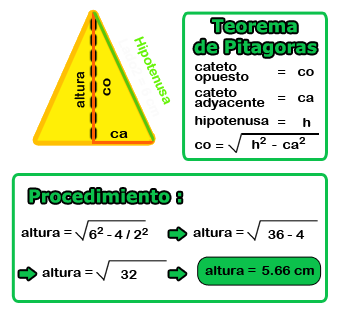 altura
co
Hipotenusa
ca
Teorema
de Pitagoras
cateto
opuesto = co
cateto
adyacente = ca
hipotenusa = h
co = √ h² - ca²
Procedimiento :
altura = √6² - 4 / 2²
altura = √ 36 - 4
altura = √ 32
altura = 5.66 cm